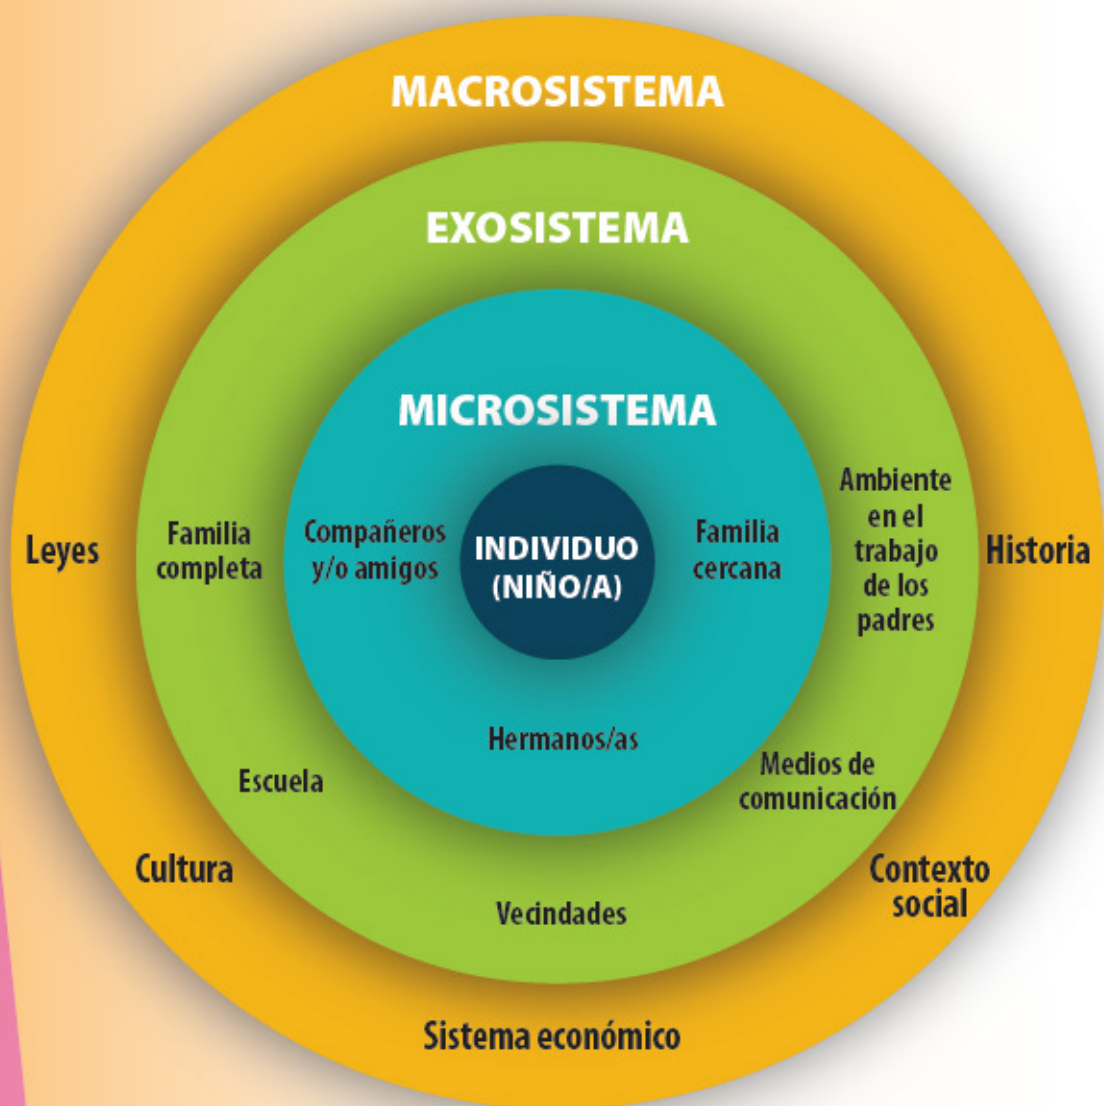 MACROSISTEMA
EXOSISTEMA
MICROSISTEMA
INDIVIDUO
(NIÑO/A)
Compañeros
y/o amigos
Familia
cercana
Hermanos/as
Familia
completa
Ambiente
en el
trabajo
de los
padres
Escuela
Medios de
comunicación
Vecindades
Leyes
Historia
Cultura
Contexto
social
Sistema económico